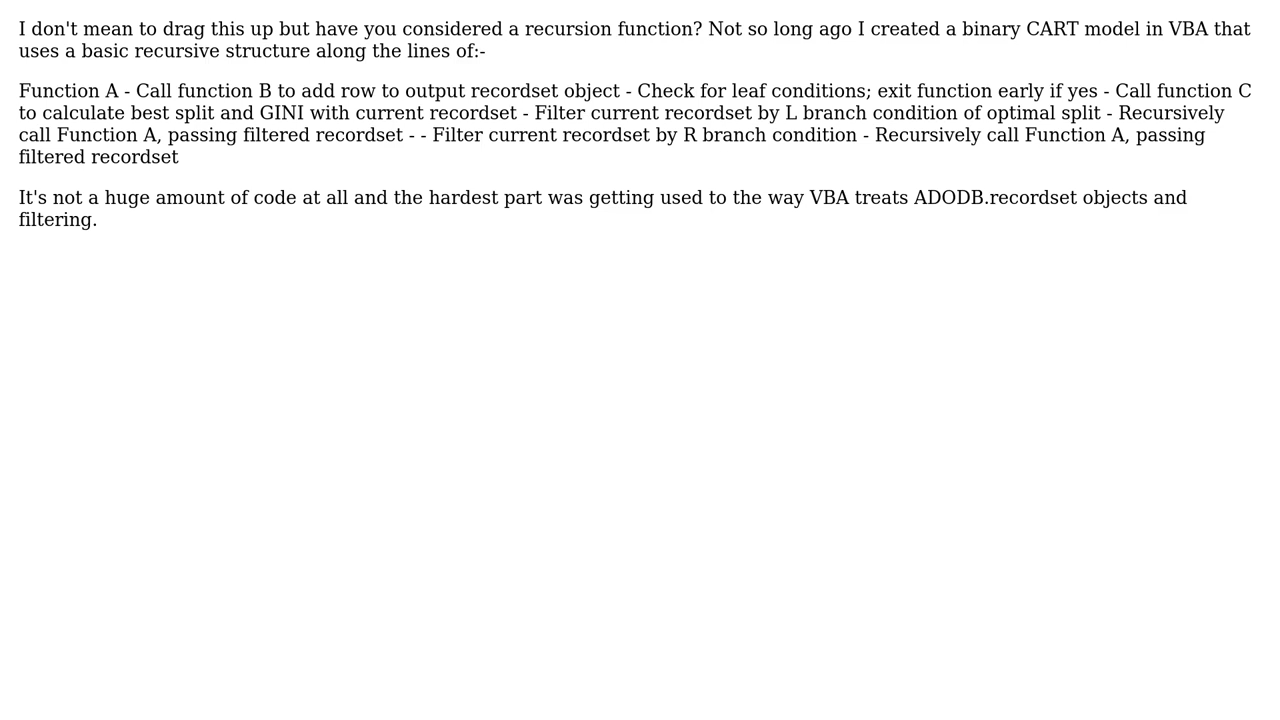 I don't mean to drag this up but have you considered a recursion function? Not so long ago I created a binary CART model in VBA that
uses a basic recursive structure along the lines of:-
Function A - Call function B to add row to output recordset object - Check for leaf conditions; exit function early if yes - Call function C
to calculate best split and GINI with current recordset - Filter current recordset by L branch condition of optimal split - Recursively
call Function A, passing filtered recordset - - Filter current recordset by R branch condition - Recursively call Function A, passing
filtered recordset
It's not a huge amount of code at all and the hardest part was getting used to the way VBA treats ADODB.recordset objects and
filtering.